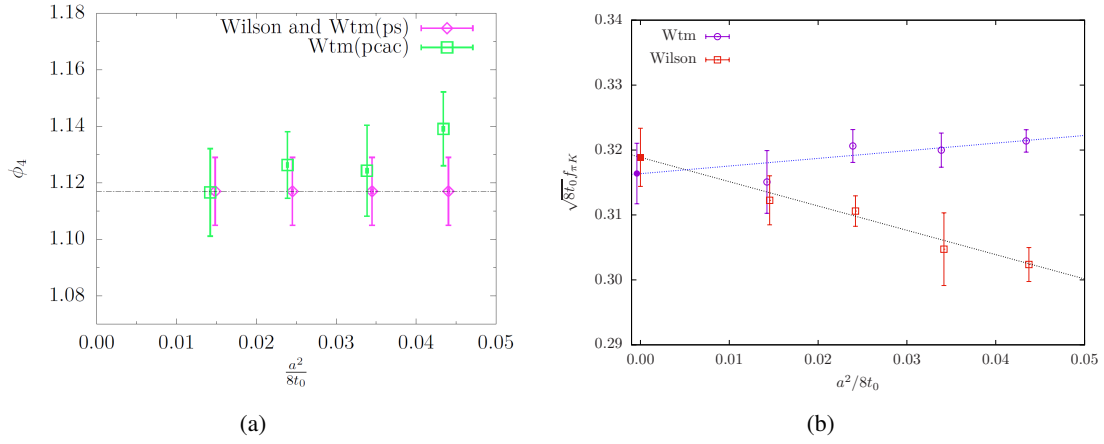 1.18
1.16
1.14
1.12
1.10
1.08
ϕ₄
Wilson and Wtm(ps)
Wtm(pcac)
0.00 0.01 0.02 0.03 0.04 0.05
a²/8t₀
(a)
0.34
0.33
0.32
0.31
0.30
0.29
√8t₀ f_πK
Wtm
Wilson
0.00 0.01 0.02 0.03 0.04 0.05
a²/8t₀
(b)